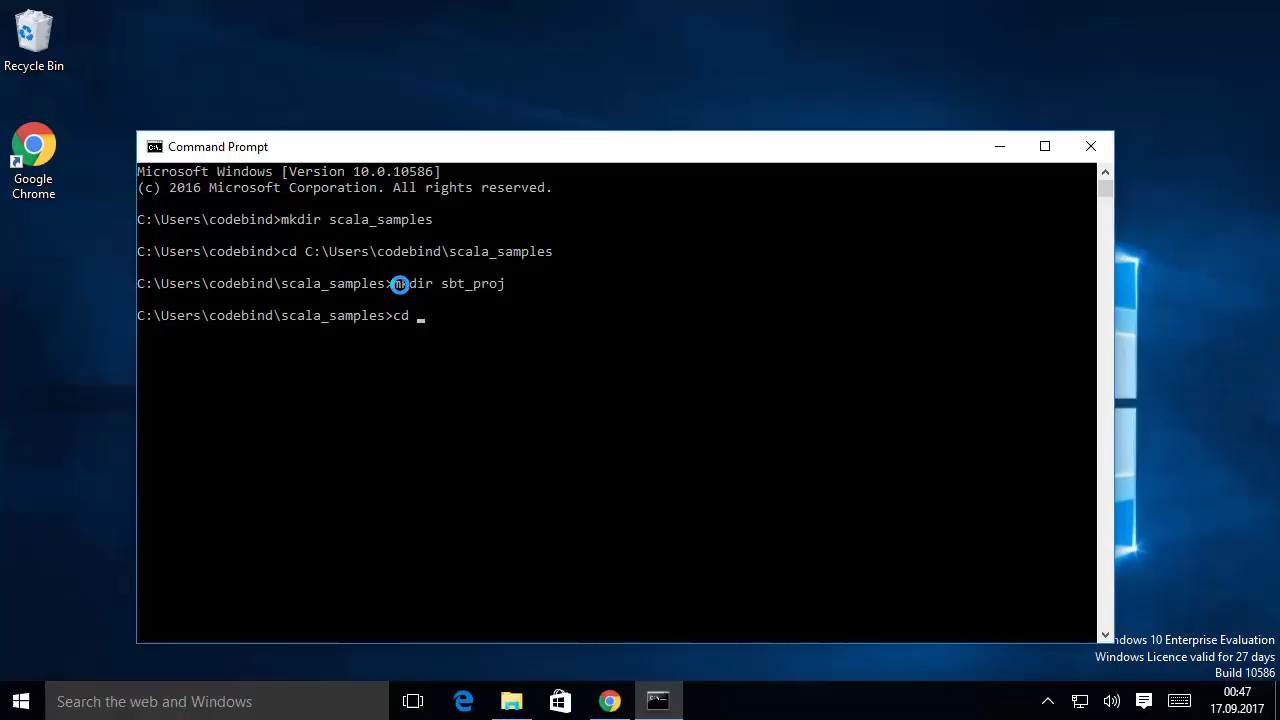 Recycle Bin
Google
Chrome
Command Prompt
Microsoft Windows [Version 10.0.10586]
(c) 2016 Microsoft Corporation. All rights reserved.
C:\Users\codebind>mkdir scala_samples
C:\Users\codebind>cd C:\Users\codebind\scala_samples
C:\Users\codebind\scala_samples>mkdir sbt_proj
C:\Users\codebind\scala_samples>cd
10 Enterprise Evaluation
Windows Licence valid for 27 days
Build 10586
Search the web and Windows
00:47
17.09.2017